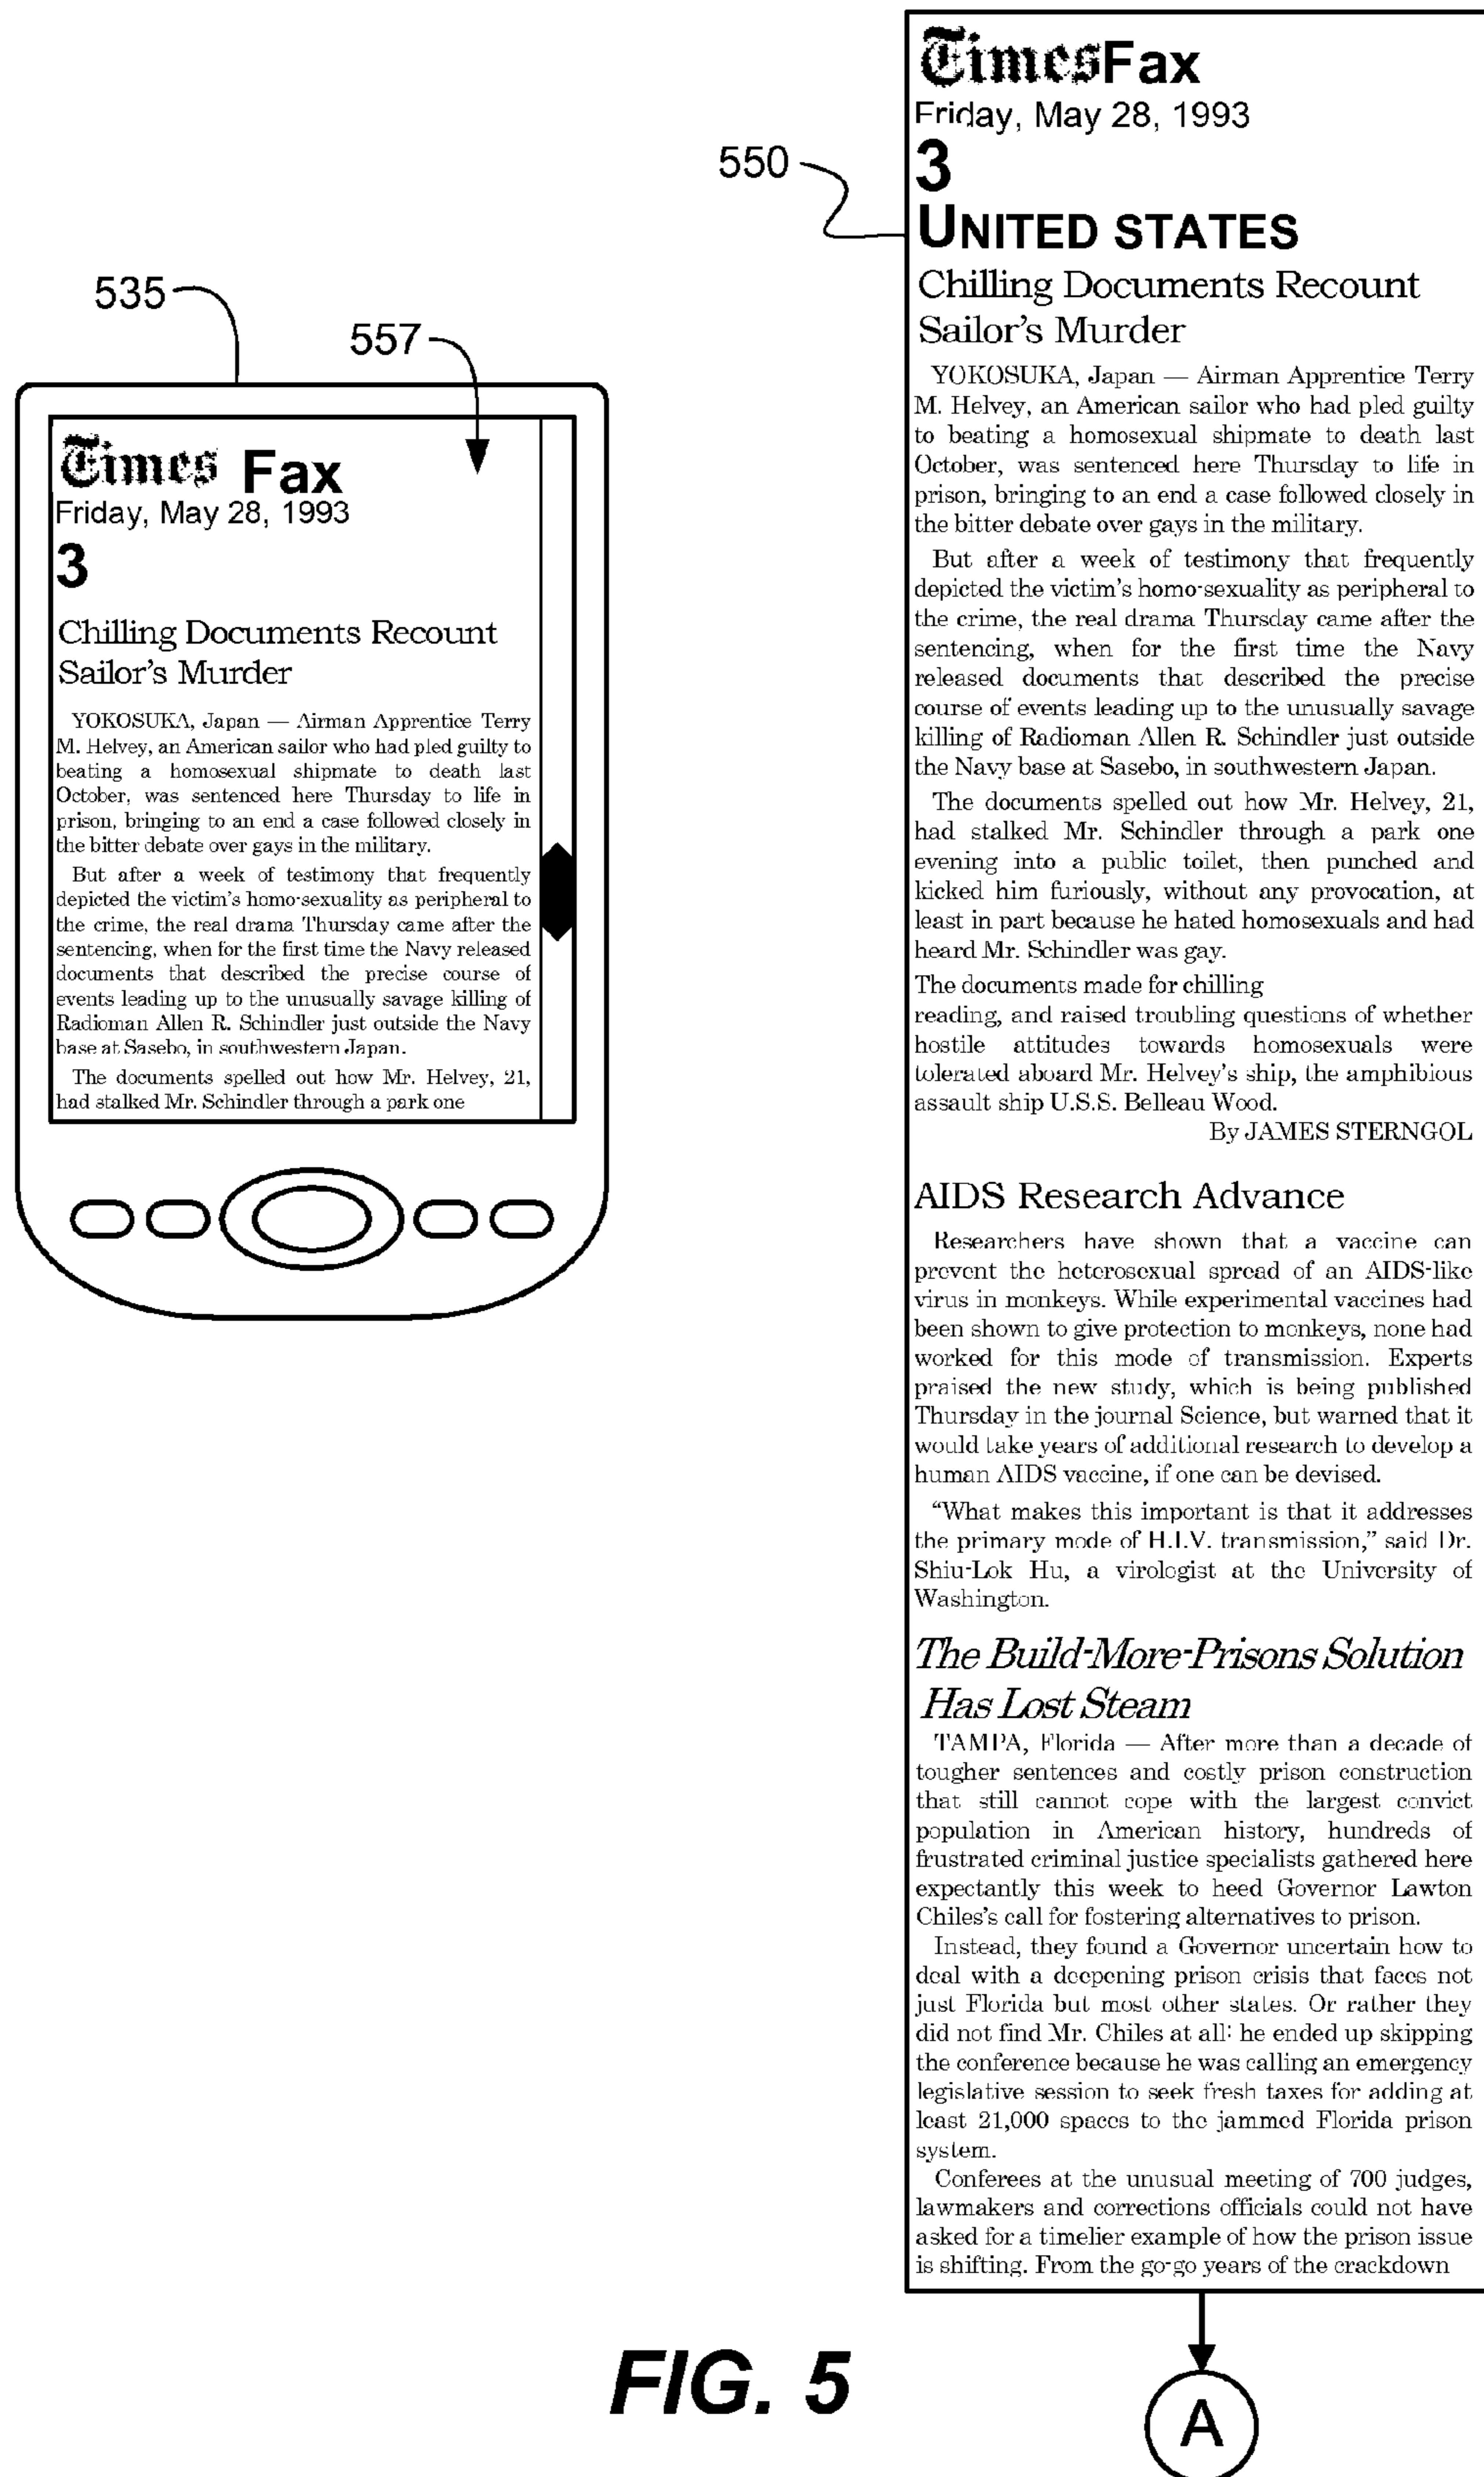 535
557
Times Fax
Friday, May 28, 1993
3
Chilling Documents Recount
Sailor's Murder
YOKOSUKA, Japan — Airman Apprentice Terry
M. Helvey, an American sailor who had pled guilty to
beating a homosexual shipmate to death last
October, was sentenced here Thursday to life in
prison, bringing to an end a case followed closely in
the bitter debate over gays in the military.
But after a week of testimony that frequently
depicted the victim's homo-sexuality as peripheral to
the crime, the real drama Thursday came after the
sentencing, when for the first time the Navy released
documents that described the precise course of
events leading up to the unusually savage killing of
Radioman Allen R. Schindler just outside the Navy
base at Sasebo, in southwestern Japan.
The documents spelled out how Mr. Helvey, 21,
had stalked Mr. Schindler through a park one
550
TimesFax
Friday, May 28, 1993
3
UNITED STATES
Chilling Documents Recount
Sailor's Murder
YOKOSUKA, Japan — Airman Apprentice Terry
M. Helvey, an American sailor who had pled guilty
to beating a homosexual shipmate to death last
October, was sentenced here Thursday to life in
prison, bringing to an end a case followed closely in
the bitter debate over gays in the military.
But after a week of testimony that frequently
depicted the victim's homo-sexuality as peripheral to
the crime, the real drama Thursday came after the
sentencing, when for the first time the Navy
released documents that described the precise
course of events leading up to the unusually savage
killing of Radioman Allen R. Schindler just outside
the Navy base at Sasebo, in southwestern Japan.
The documents spelled out how Mr. Helvey, 21,
had stalked Mr. Schindler through a park one
evening into a public toilet, then punched and
kicked him furiously, without any provocation, at
least in part because he hated homosexuals and had
heard Mr. Schindler was gay.
The documents made for chilling
reading, and raised troubling questions of whether
hostile attitudes towards homosexuals were
tolerated aboard Mr. Helvey's ship, the amphibious
assault ship U.S.S. Belleau Wood.
By JAMES STERNGOL
AIDS Research Advance
Researchers have shown that a vaccine can
prevent the heterosexual spread of an AIDS-like
virus in monkeys. While experimental vaccines had
been shown to give protection to monkeys, none had
worked for this mode of transmission. Experts
praised the new study, which is being published
Thursday in the journal Science, but warned that it
would take years of additional research to develop a
human AIDS vaccine, if one can be devised.
“What makes this important is that it addresses
the primary mode of H.I.V. transmission,” said Dr.
Shiu-Lok Hu, a virologist at the University of
Washington.
The Build-More-Prisons Solution
Has Lost Steam
TAMPA, Florida — After more than a decade of
tougher sentences and costly prison construction
that still cannot cope with the largest convict
population in American history, hundreds of
frustrated criminal justice specialists gathered here
expectantly this week to heed Governor Lawton
Chiles's call for fostering alternatives to prison.
Instead, they found a Governor uncertain how to
deal with a deepening prison crisis that faces not
just Florida but most other states. Or rather they
did not find Mr. Chiles at all: he ended up skipping
the conference because he was calling an emergency
legislative session to seek fresh taxes for adding at
least 21,000 spaces to the jammed Florida prison
system.
Conferees at the unusual meeting of 700 judges,
lawmakers and corrections officials could not have
asked for a timelier example of how the prison issue
is shifting. From the go-go years of the crackdown
FIG. 5
A